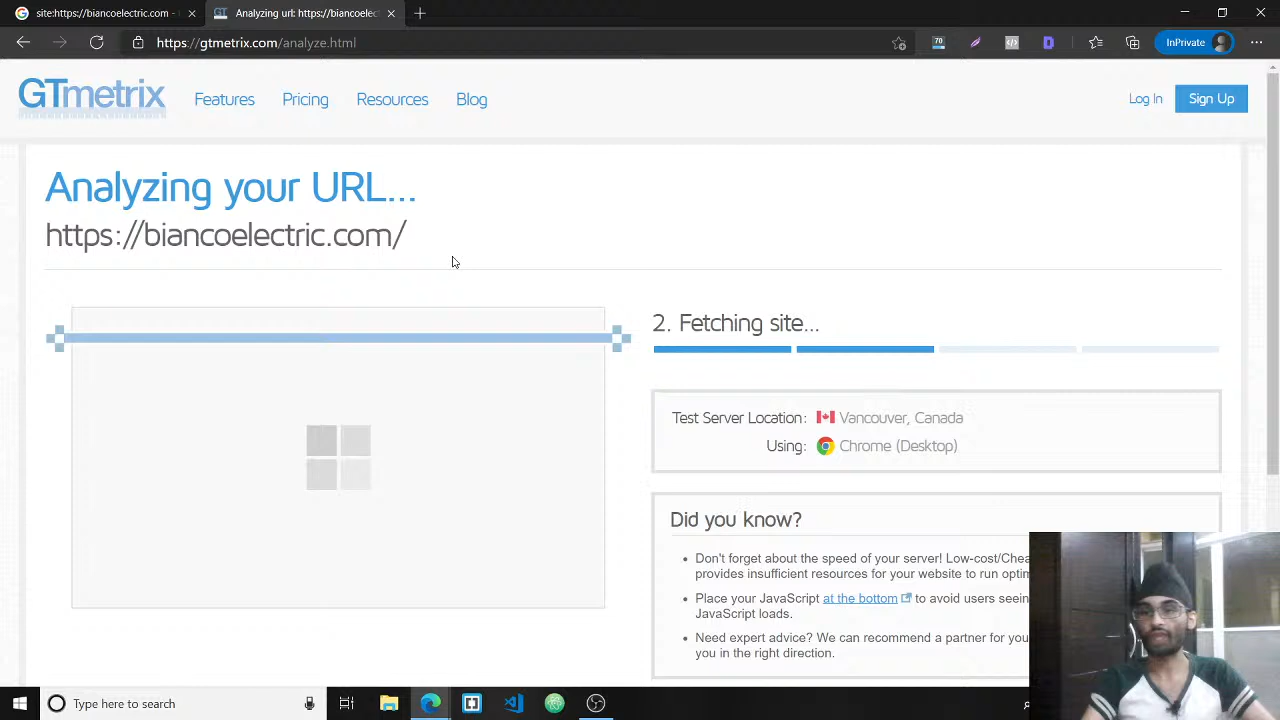 site:https://biancoelectric.com -
Analyzing url: https://biancoelec
https://gtmetrix.com/analyze.html
70
InPrivate
GTmetrix
Features
Pricing
Resources
Blog
Log In
Sign Up
Analyzing your URL...
https://biancoelectric.com/
2. Fetching site...
Test Server Location: Vancouver, Canada
Using: Chrome (Desktop)
Did you know?
Don't forget about the speed of your server! Low-cost/Chea
provides insufficient resources for your website to run optim
Place your JavaScript at the bottom to avoid users seein
JavaScript loads.
Need expert advice? We can recommend a partner for you
you in the right direction.
Type here to search